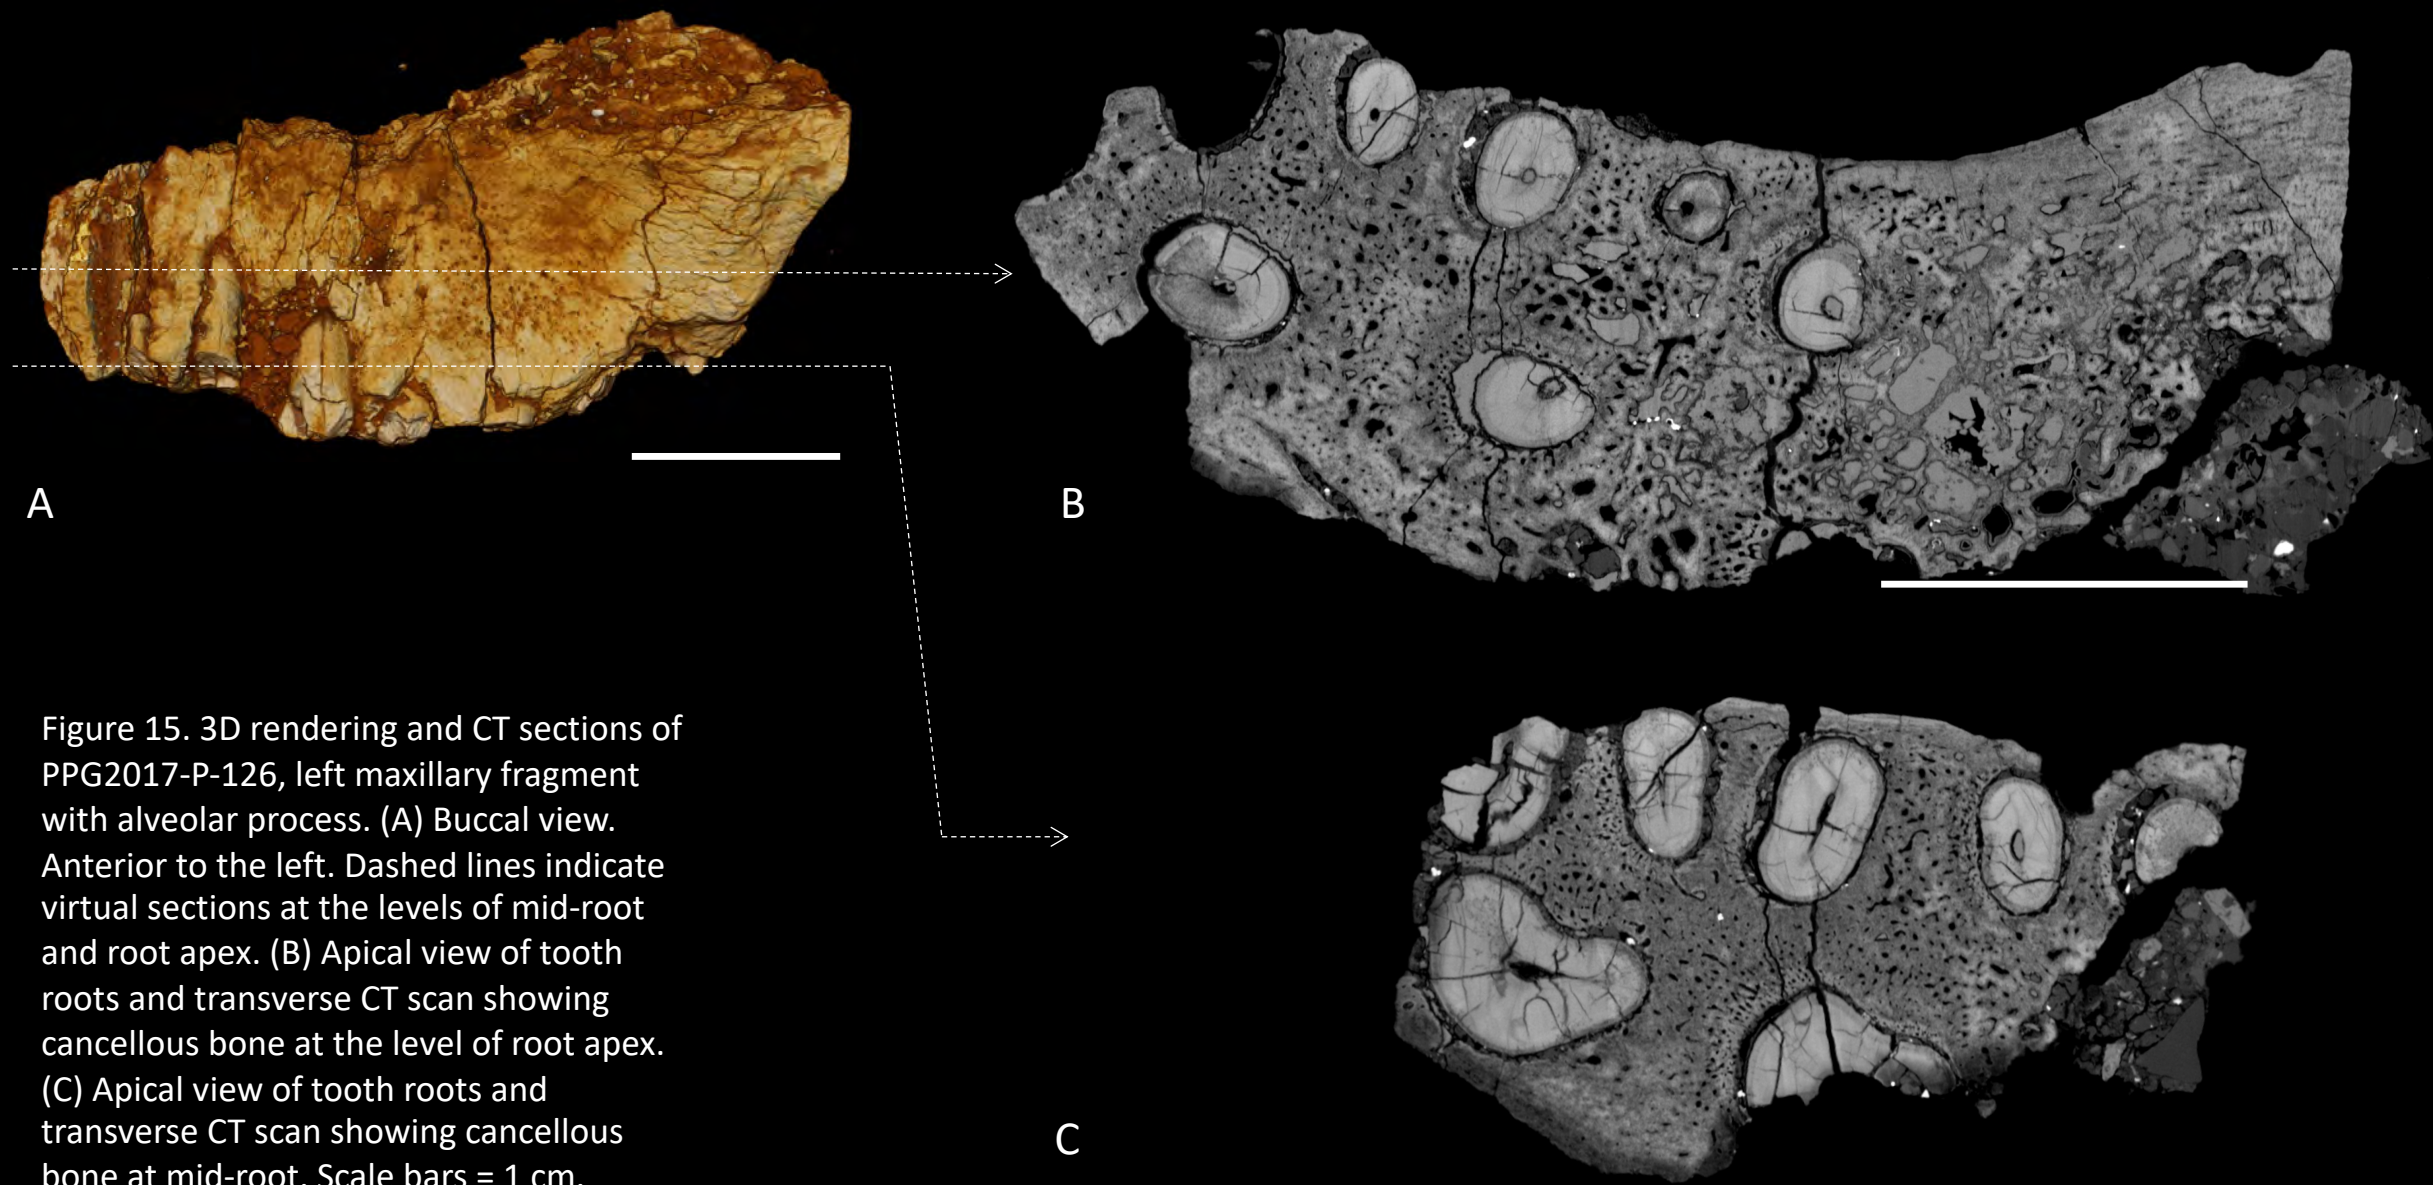 A
B
Figure 15. 3D rendering and CT sections of
PPG2017-P-126, left maxillary fragment
with alveolar process. (A) Buccal view.
Anterior to the left. Dashed lines indicate
virtual sections at the levels of mid-root
and root apex. (B) Apical view of tooth
roots and transverse CT scan showing
cancellous bone at the level of root apex.
(C) Apical view of tooth roots and
transverse CT scan showing cancellous
bone at mid-root. Scale bars = 1 cm.
C